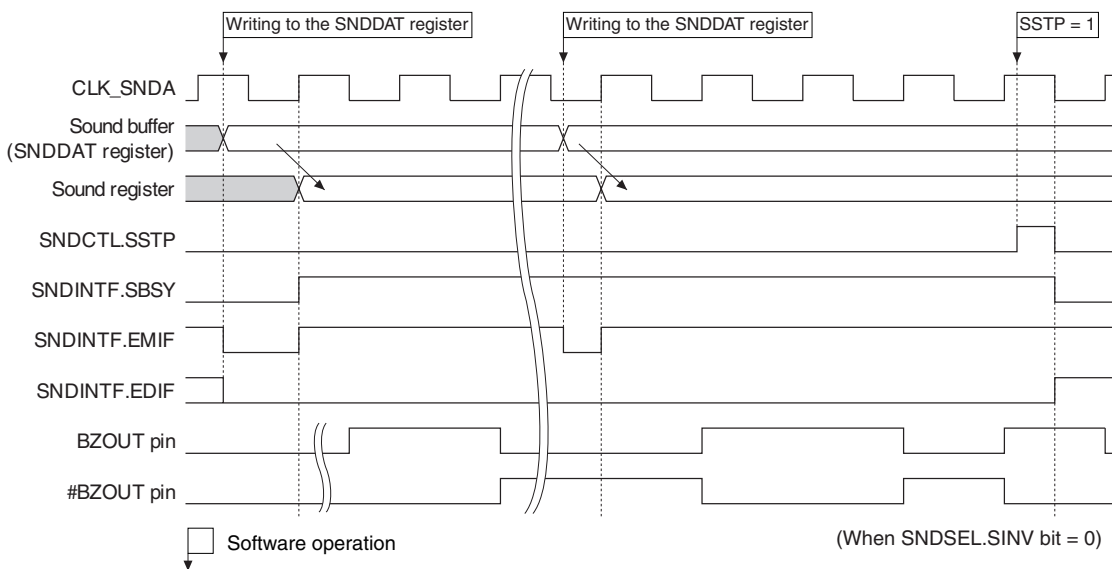 Writing to the SNDDAT register
Writing to the SNDDAT register
SSTP = 1
CLK_SNDA
Sound buffer
(SNDDAT register)
Sound register
SNDCTL.SSTP
SNDINTF.SBSY
SNDINTF.EMIF
SNDINTF.EDIF
BZOUT pin
#BZOUT pin
Software operation
(When SNDSEL.SINV bit = 0)